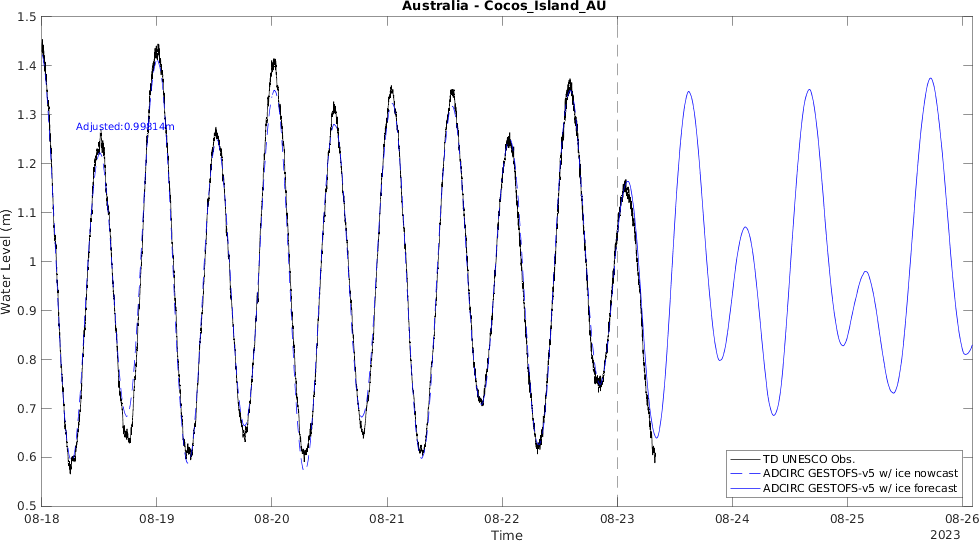 Australia - Cocos_Island_AU
1.5
1.4
1.3
1.2
1.1
1
0.9
0.8
0.7
0.6
0.5
Water Level (m)
Adjusted:0.99814m
TD UNESCO Obs.
ADCIRC GESTOFS-v5 w/ ice nowcast
ADCIRC GESTOFS-v5 w/ ice forecast
08-18 08-19 08-20 08-21 08-22 08-23 08-24 08-25 08-26
Time
2023